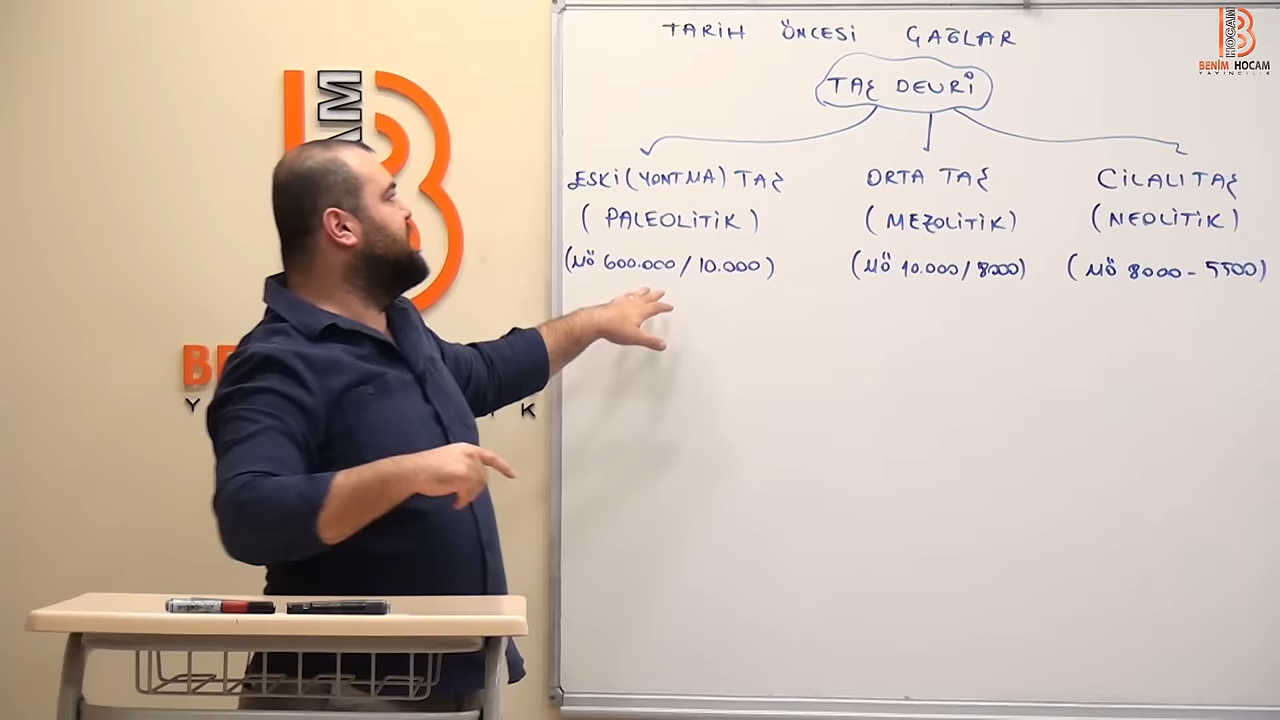 TARİH ÖNCESİ ÇAĞLAR
TAŞ DEVRİ
ESKİ (YONTMA) TAŞ
(PALEOLİTİK)
(MÖ 600.000 / 10.000)
ORTA TAŞ
(MEZOLİTİK)
(MÖ 10.000 / 8000)
CİLALI TAŞ
(NEOLİTİK)
(MÖ 8000 - 5500)
HOCAM
BENİM HOCAM
YAYINCILIK